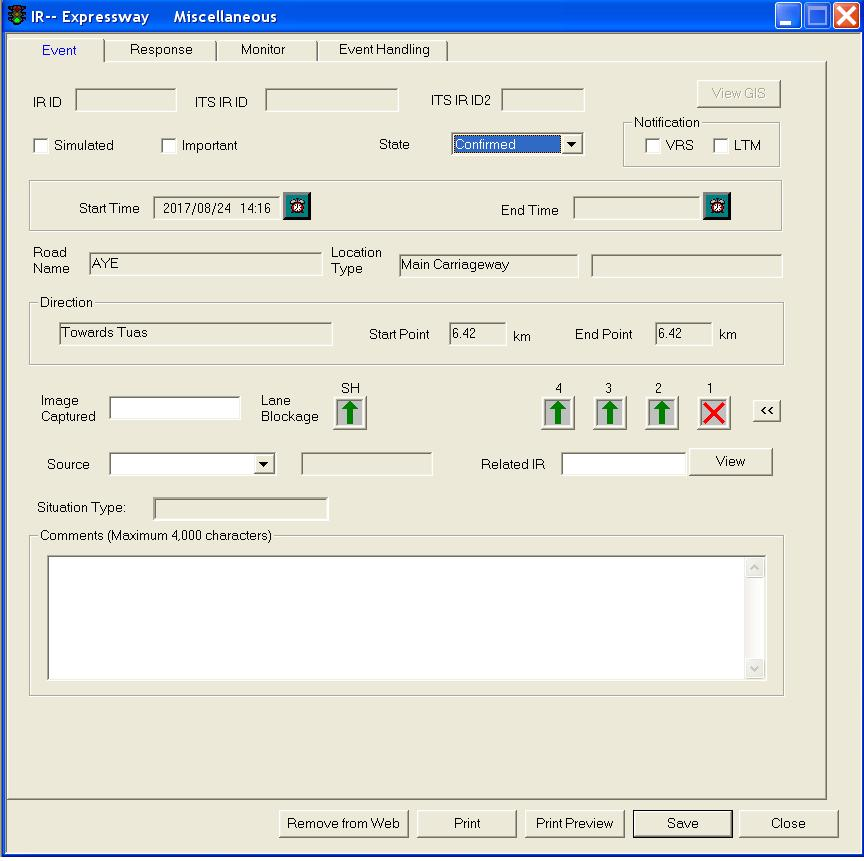 IR-- Expressway Miscellaneous
Event Response Monitor Event Handling
IR ID ITS IR ID ITS IR ID2 View GIS
Notification
Simulated Important State Confirmed VRS LTM
Start Time 2017/08/24 14:16 End Time
Road Name AYE Location Type Main Carriageway
Direction
Towards Tuas Start Point 6.42 km End Point 6.42 km
SH 4 3 2 1
Image Captured Lane Blockage <<
Source Related IR View
Situation Type:
Comments (Maximum 4,000 characters)
Remove from Web Print Print Preview Save Close